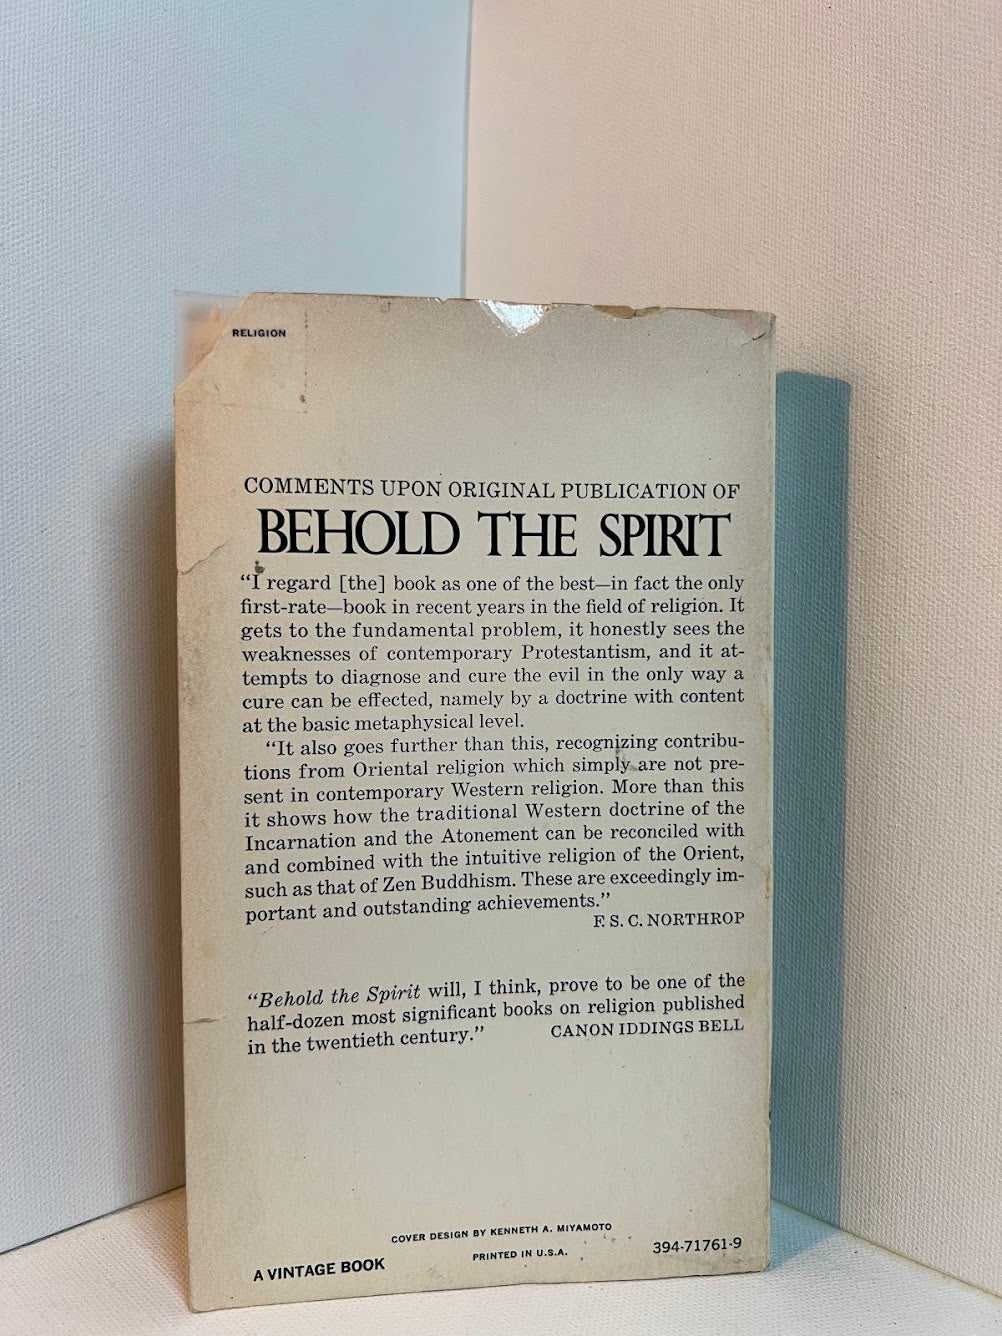 RELIGION
COMMENTS UPON ORIGINAL PUBLICATION OF
BEHOLD THE SPIRIT
“I regard [the] book as one of the best—in fact the only
first-rate—book in recent years in the field of religion. It
gets to the fundamental problem, it honestly sees the
weaknesses of contemporary Protestantism, and it at-
tempts to diagnose and cure the evil in the only way a
cure can be effected, namely by a doctrine with content
at the basic metaphysical level.
“It also goes further than this, recognizing contribu-
tions from Oriental religion which simply are not pre-
sent in contemporary Western religion. More than this
it shows how the traditional Western doctrine of the
Incarnation and the Atonement can be reconciled with
and combined with the intuitive religion of the Orient,
such as that of Zen Buddhism. These are exceedingly im-
portant and outstanding achievements.”
F. S. C. NORTHROP
“Behold the Spirit will, I think, prove to be one of the
half-dozen most significant books on religion published
in the twentieth century.” CANON IDDINGS BELL
COVER DESIGN BY KENNETH A. MIYAMOTO
PRINTED IN U.S.A.
394-71761-9
A VINTAGE BOOK